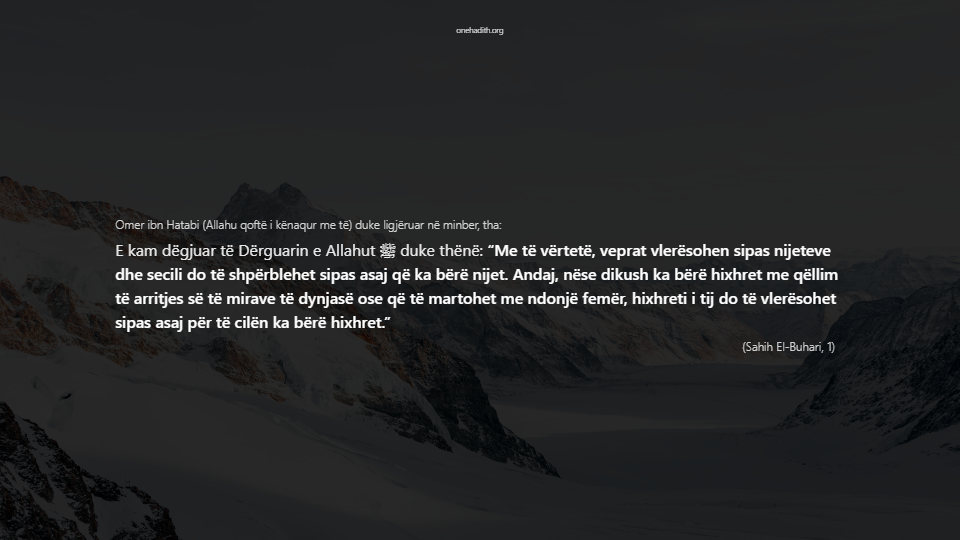 onehadith.org
Omer ibn Hatabi (Allahu qoftë i kënaqur me të) duke ligjëruar në minber, tha:
E kam dëgjuar të Dërguarin e Allahut ﷺ duke thënë: “Me të vërtetë, veprat vlerësohen sipas nijeteve
dhe secili do të shpërblehet sipas asaj që ka bërë nijet. Andaj, nëse dikush ka bërë hixhret me qëllim
të arritjes së të mirave të dynjasë ose që të martohet me ndonjë femër, hixhreti i tij do të vlerësohet
sipas asaj për të cilën ka bërë hixhret.”
(Sahih El-Buhari, 1)